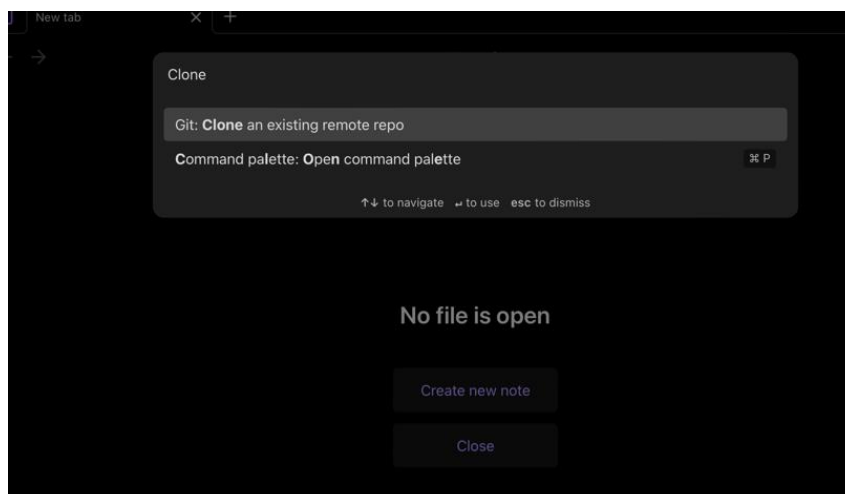 New tab
Clone
Git: Clone an existing remote repo
Command palette: Open command palette ⌘ P
↑↓ to navigate ↵ to use esc to dismiss
No file is open
Create new note
Close